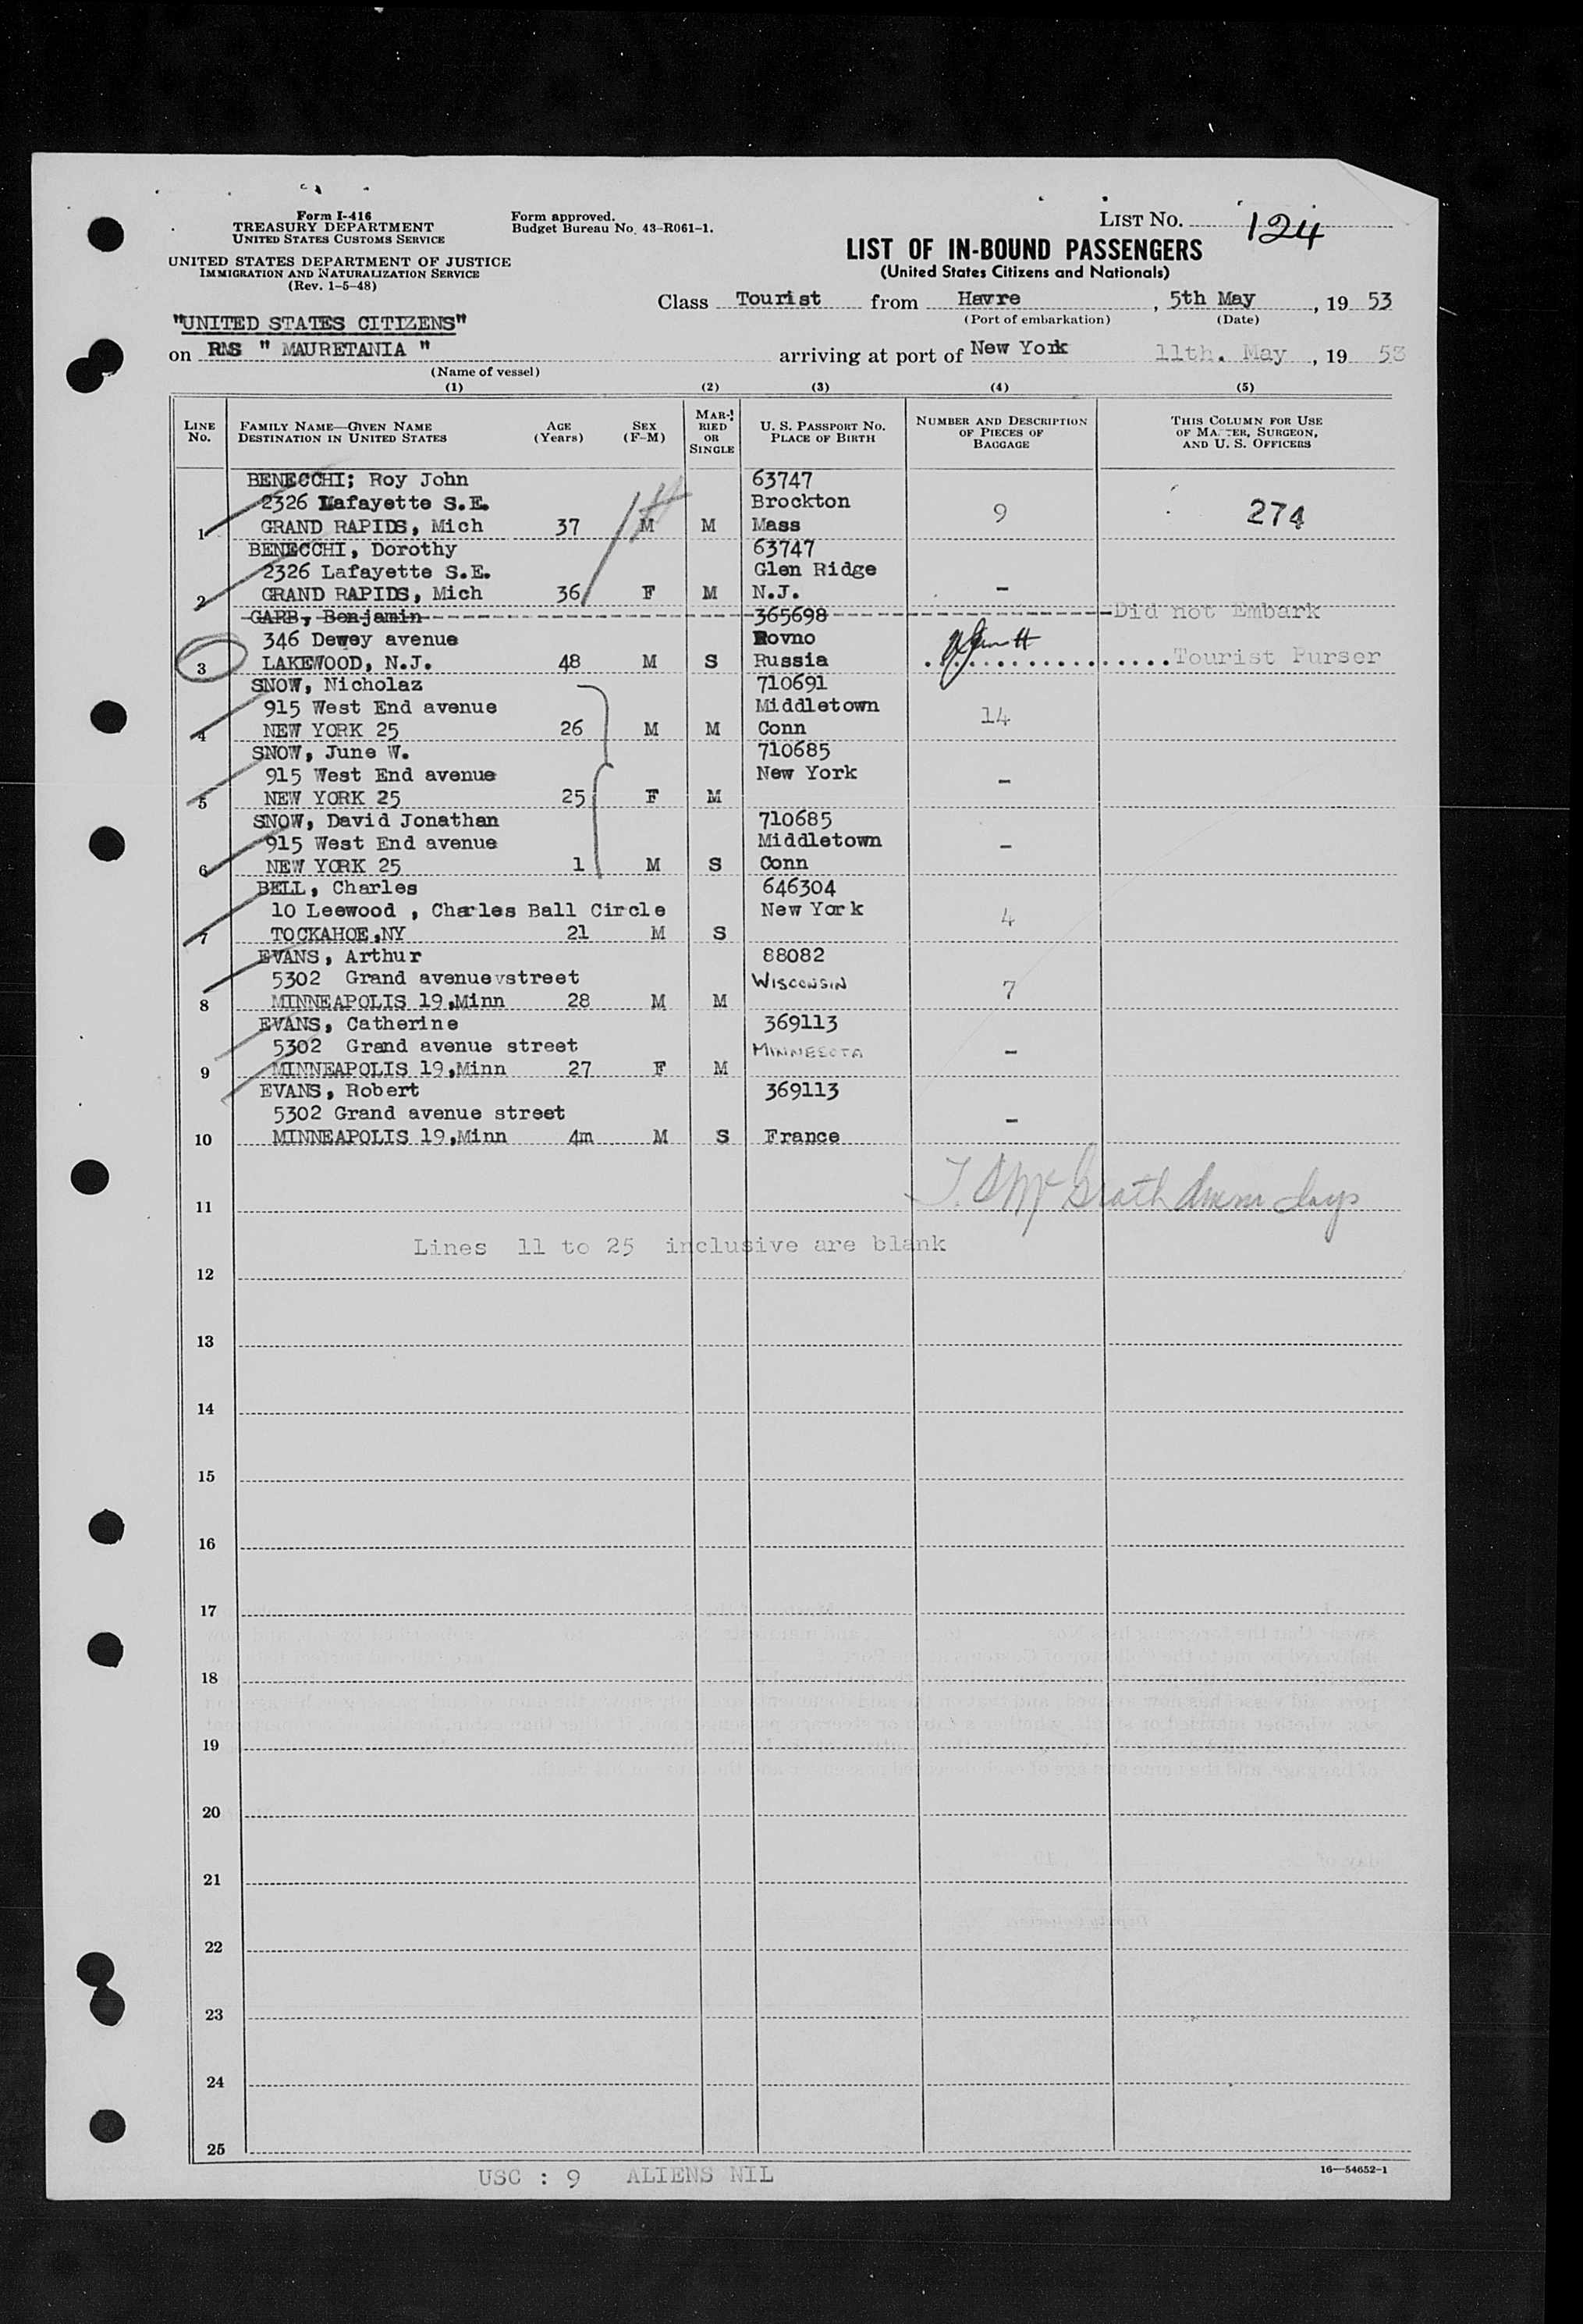 Form I-416
TREASURY DEPARTMENT
UNITED STATES CUSTOMS SERVICE
UNITED STATES DEPARTMENT OF JUSTICE
IMMIGRATION AND NATURALIZATION SERVICE
(Rev. 1-5-48)
Form approved.
Budget Bureau No. 43-R061-1.
LIST NO. 124
LIST OF IN-BOUND PASSENGERS
(United States Citizens and Nationals)
Class Tourist from Havre, 5th May, 19 53
(Port of embarkation) (Date)
"UNITED STATES CITIZENS"
on RMS " MAURETANIA " arriving at port of New York 11th. May, 19 53
(Name of vessel)
(1) (2) (3) (4) (5)
LINE No. FAMILY NAME—GIVEN NAME DESTINATION IN UNITED STATES AGE (Years) SEX (F-M) MARRIED OR SINGLE U. S. PASSPORT NO. PLACE OF BIRTH NUMBER AND DESCRIPTION OF PIECES OF BAGGAGE THIS COLUMN FOR USE OF MASTER, SURGEON, AND U. S. OFFICERS
BENECCHI; Roy John 63747
2326 Lafayette S.E. Brockton 9 274
1 GRAND RAPIDS, Mich 37 M M Mass
BENECCHI, Dorothy 63747
2326 Lafayette S.E. Glen Ridge
2 GRAND RAPIDS, Mich 36 F M N.J. -
GARB, Benjamin 365698 Did not Embark
346 Dewey avenue Rovno
3 LAKEWOOD, N.J. 48 M S Russia Tourist Purser
SNOW, Nicholaz 710691
915 West End avenue Middletown 14
4 NEW YORK 25 26 M M Conn
SNOW, June W. 710685
915 West End avenue New York -
5 NEW YORK 25 25 F M
SNOW, David Jonathan 710685
915 West End avenue Middletown -
6 NEW YORK 25 1 M S Conn
BELL, Charles 646304
10 Leewood , Charles Ball Circle New York 4
7 TOCKAHOE,NY 21 M S
EVANS, Arthur 88082
5302 Grand avenuevstreet WISCONSIN 7
8 MINNEAPOLIS 19,Minn 28 M M
EVANS, Catherine 369113
5302 Grand avenue street MINNESOTA -
9 MINNEAPOLIS 19,Minn 27 F M
EVANS, Robert 369113
5302 Grand avenue street -
10 MINNEAPOLIS 19,Minn 4m M S France
11
Lines 11 to 25 inclusive are blank
12
13
14
15
16
17
18
19
20
21
22
23
24
25
USC : 9 ALIENS NIL
16—54652-1